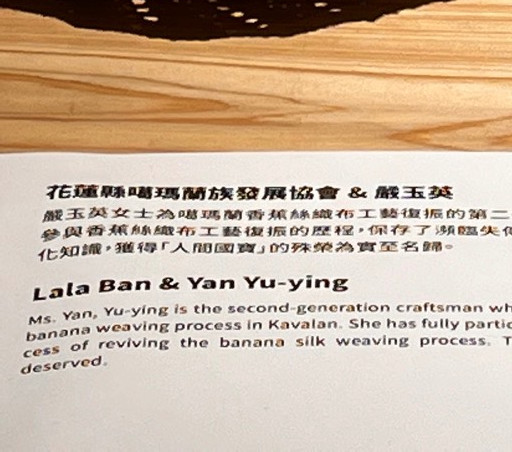 花蓮縣噶瑪蘭族發展協會 & 嚴玉英
嚴玉英女士為噶瑪蘭香蕉絲織布工藝復振的第二
參與香蕉絲織布工藝復振的歷程，保存了瀕臨失
化知識，獲得「人間國寶」的殊榮為實至名歸。
Lala Ban & Yan Yu-ying
Ms. Yan, Yu-ying is the second-generation craftsman wh
banana weaving process in Kavalan. She has fully partic
cess of reviving the banana silk weaving process. T
deserved.